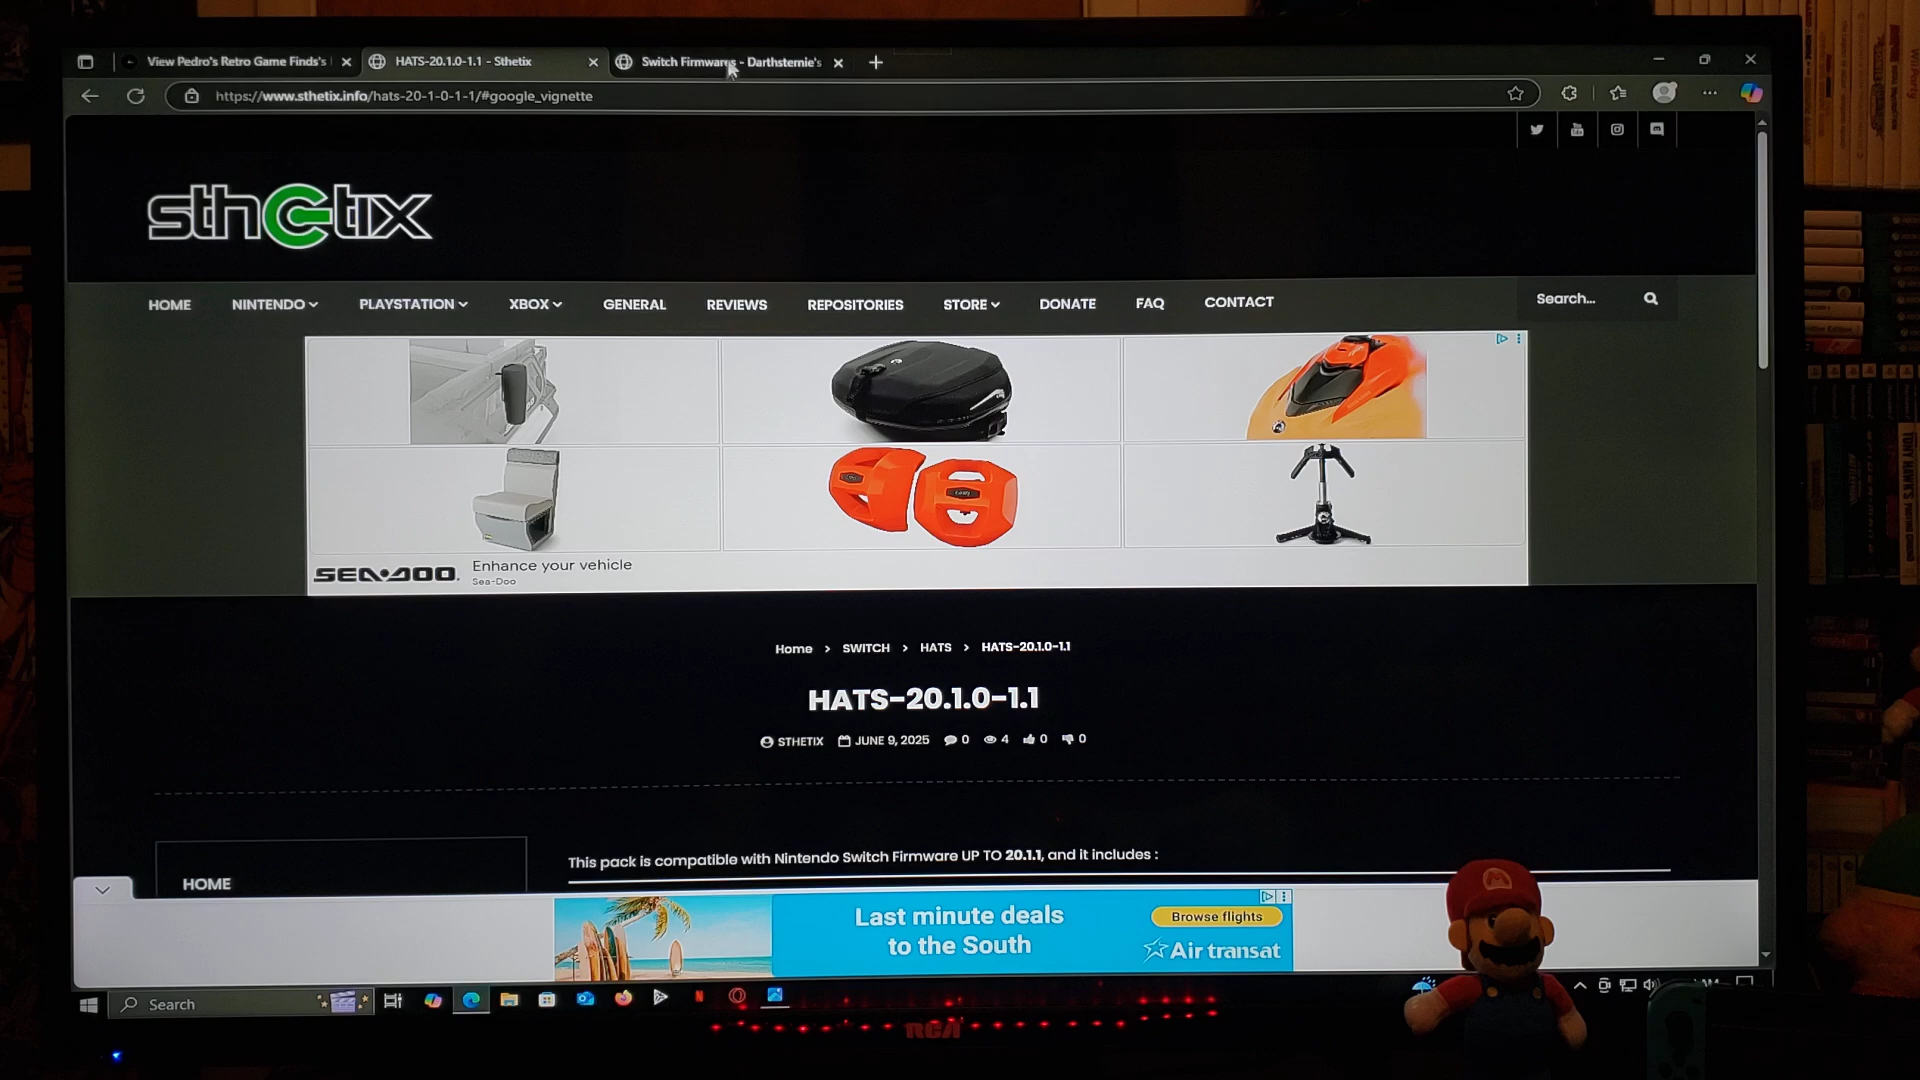 View Pedro's Retro Game Finds's
HATS-20.1.0-1.1 - Sthetix
Switch Firmwares - Darthsternie's
https://www.sthetix.info/hats-20-1-0-1-1/#google_vignette
sthetix
HOME
NINTENDO
PLAYSTATION
XBOX
GENERAL
REVIEWS
REPOSITORIES
STORE
DONATE
FAQ
CONTACT
Search...
SEA-DOO
Enhance your vehicle
Sea-Doo
Home > SWITCH > HATS > HATS-20.1.0-1.1
HATS-20.1.0-1.1
STHETIX JUNE 9, 2025 0 4 0 0
This pack is compatible with Nintendo Switch Firmware UP TO 20.1.1, and it includes :
HOME
Last minute deals
to the South
Browse flights
Air transat
Search
RCA
M